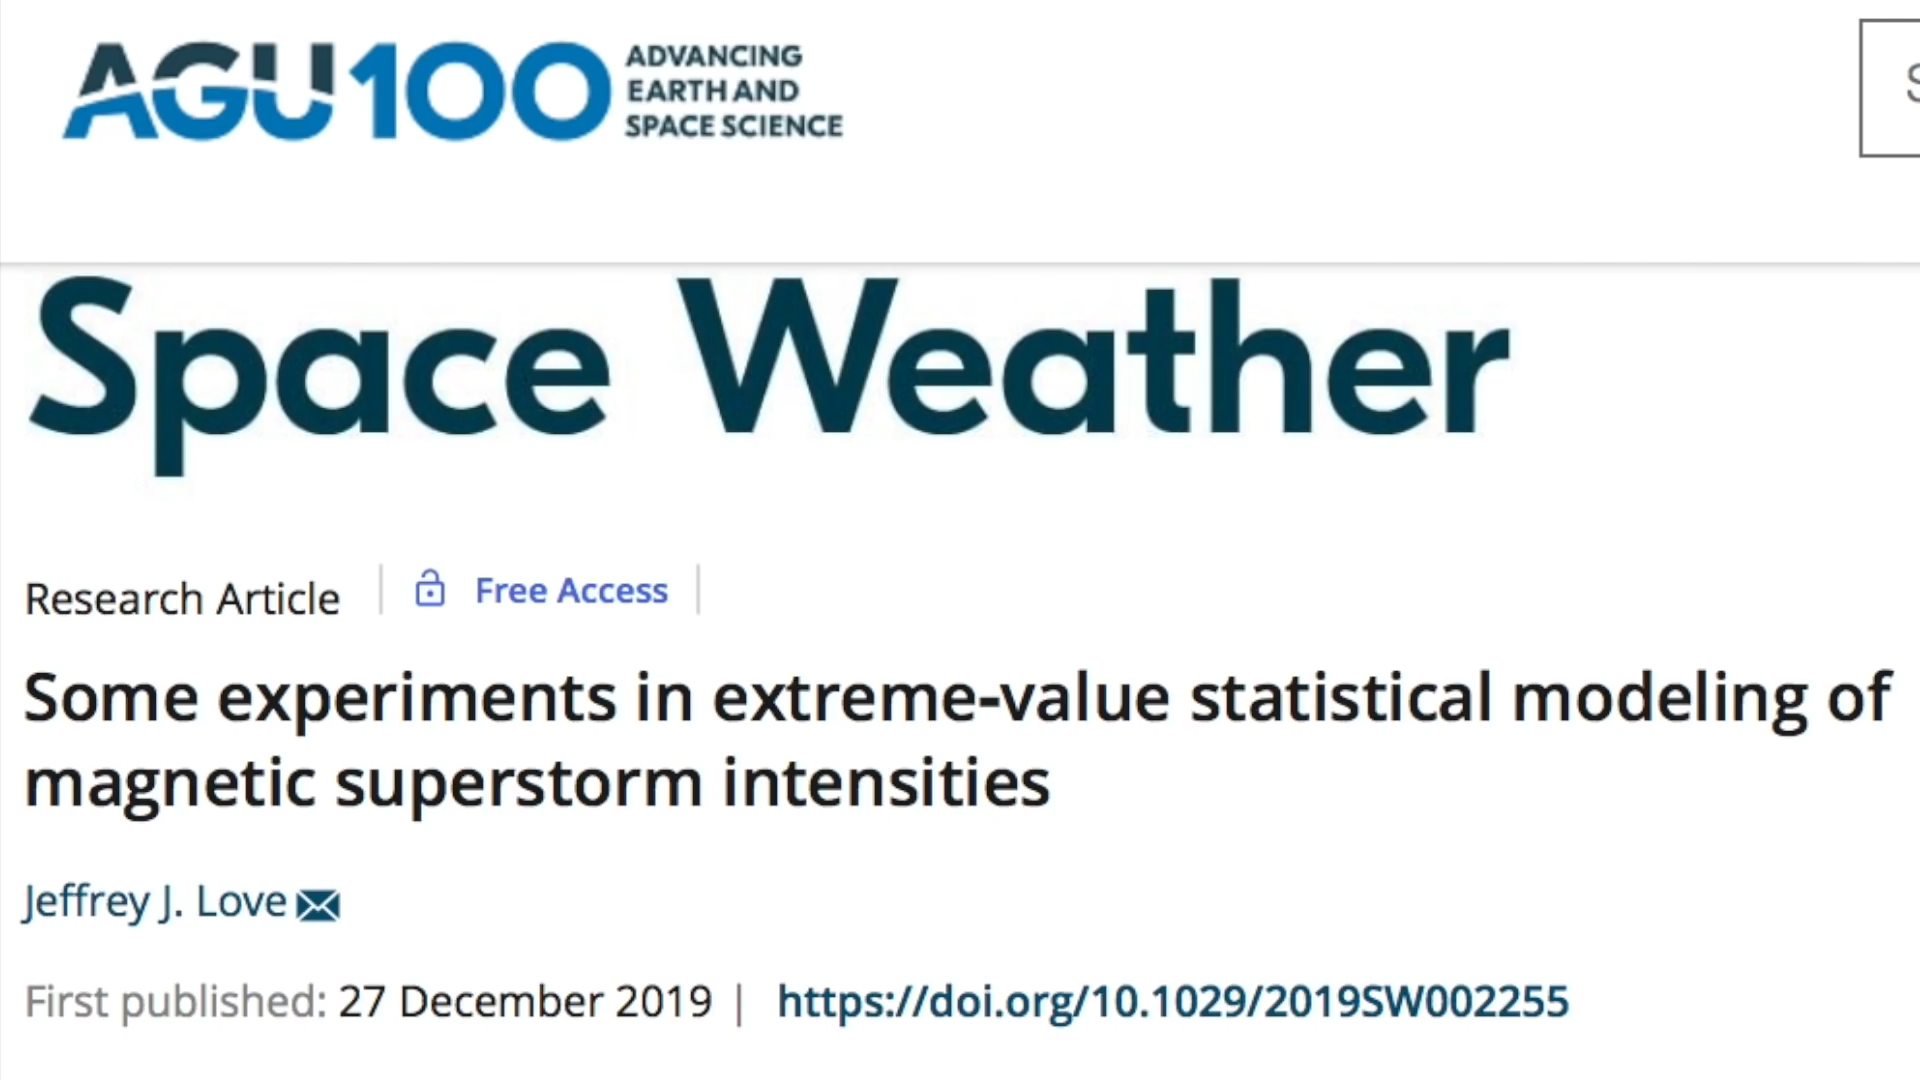 AGU100 ADVANCING
EARTH AND
SPACE SCIENCE
S
Space Weather
Research Article
Free Access
Some experiments in extreme-value statistical modeling of
magnetic superstorm intensities
Jeffrey J. Love
First published: 27 December 2019 | https://doi.org/10.1029/2019SW002255